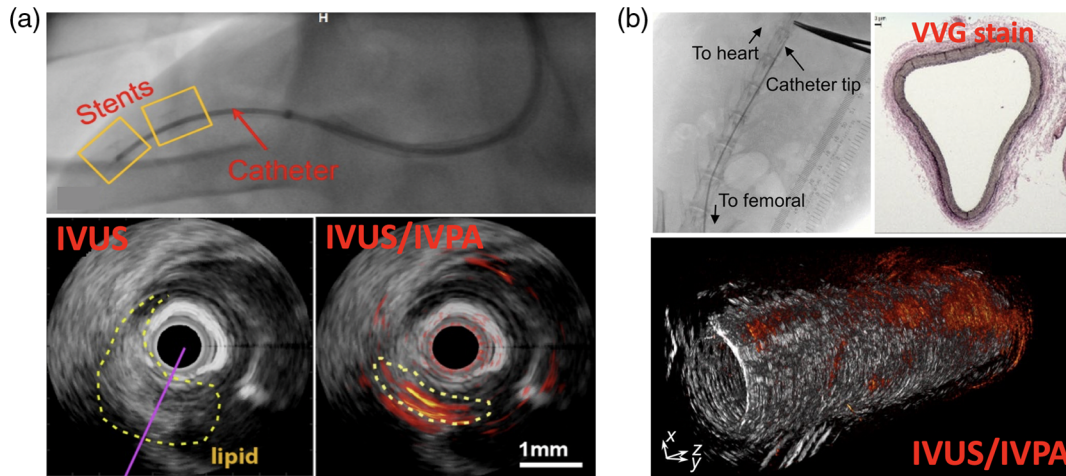 (a)
H
Stents
Catheter
IVUS
lipid
IVUS/IVPA
1mm
(b)
To heart
Catheter tip
To femoral
VVG stain
x
z
y
IVUS/IVPA